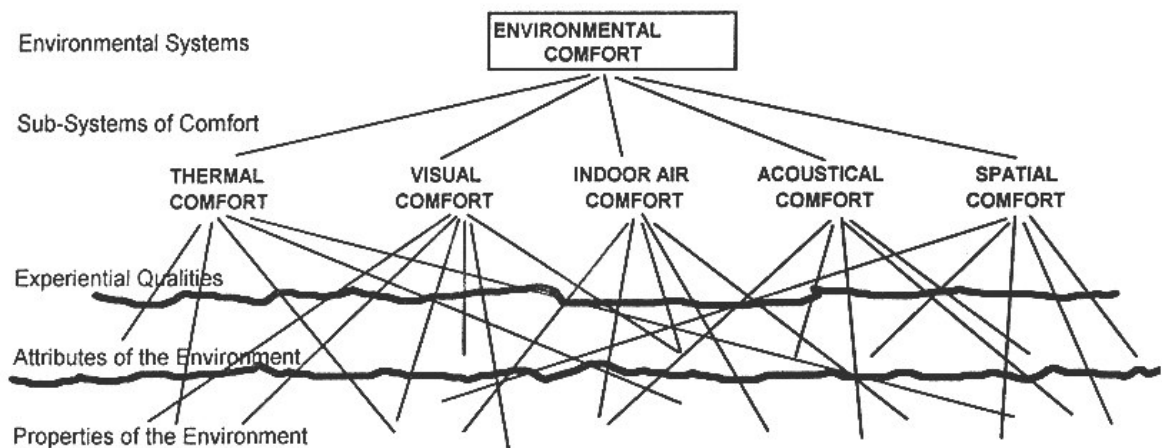 Environmental Systems
ENVIRONMENTAL
COMFORT
Sub-Systems of Comfort
THERMAL VISUAL INDOOR AIR ACOUSTICAL SPATIAL
COMFORT COMFORT COMFORT COMFORT COMFORT
Experiential Qualities
Attributes of the Environment
Properties of the Environment